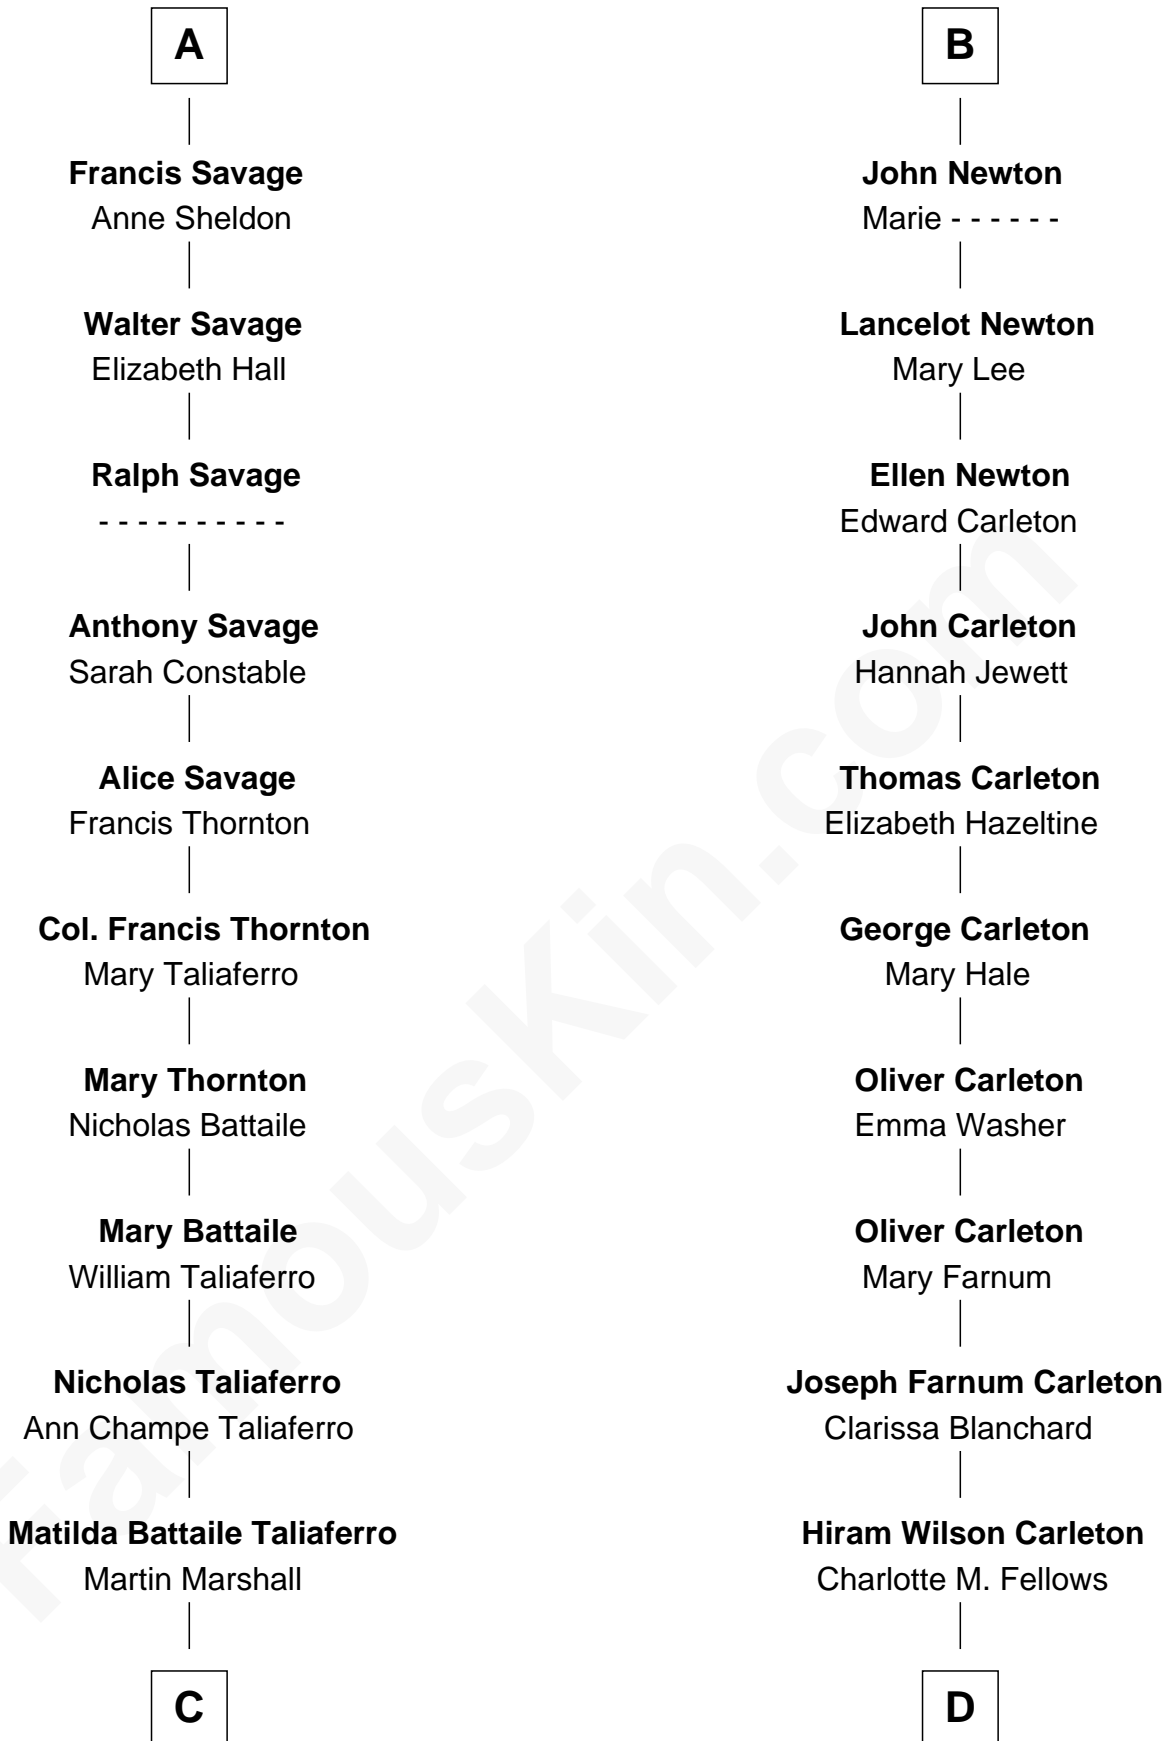 A
Francis Savage
Anne Sheldon
Walter Savage
Elizabeth Hall
Ralph Savage
- - - - - - - - - -
Anthony Savage
Sarah Constable
Alice Savage
Francis Thornton
Col. Francis Thornton
Mary Taliaferro
Mary Thornton
Nicholas Battaile
Mary Battaile
William Taliaferro
Nicholas Taliaferro
Ann Champe Taliaferro
Matilda Battaile Taliaferro
Martin Marshall
C
B
John Newton
Marie - - - - - -
Lancelot Newton
Mary Lee
Ellen Newton
Edward Carleton
John Carleton
Hannah Jewett
Thomas Carleton
Elizabeth Hazeltine
George Carleton
Mary Hale
Oliver Carleton
Emma Washer
Oliver Carleton
Mary Farnum
Joseph Farnum Carleton
Clarissa Blanchard
Hiram Wilson Carleton
Charlotte M. Fellows
D
FamousKin.com